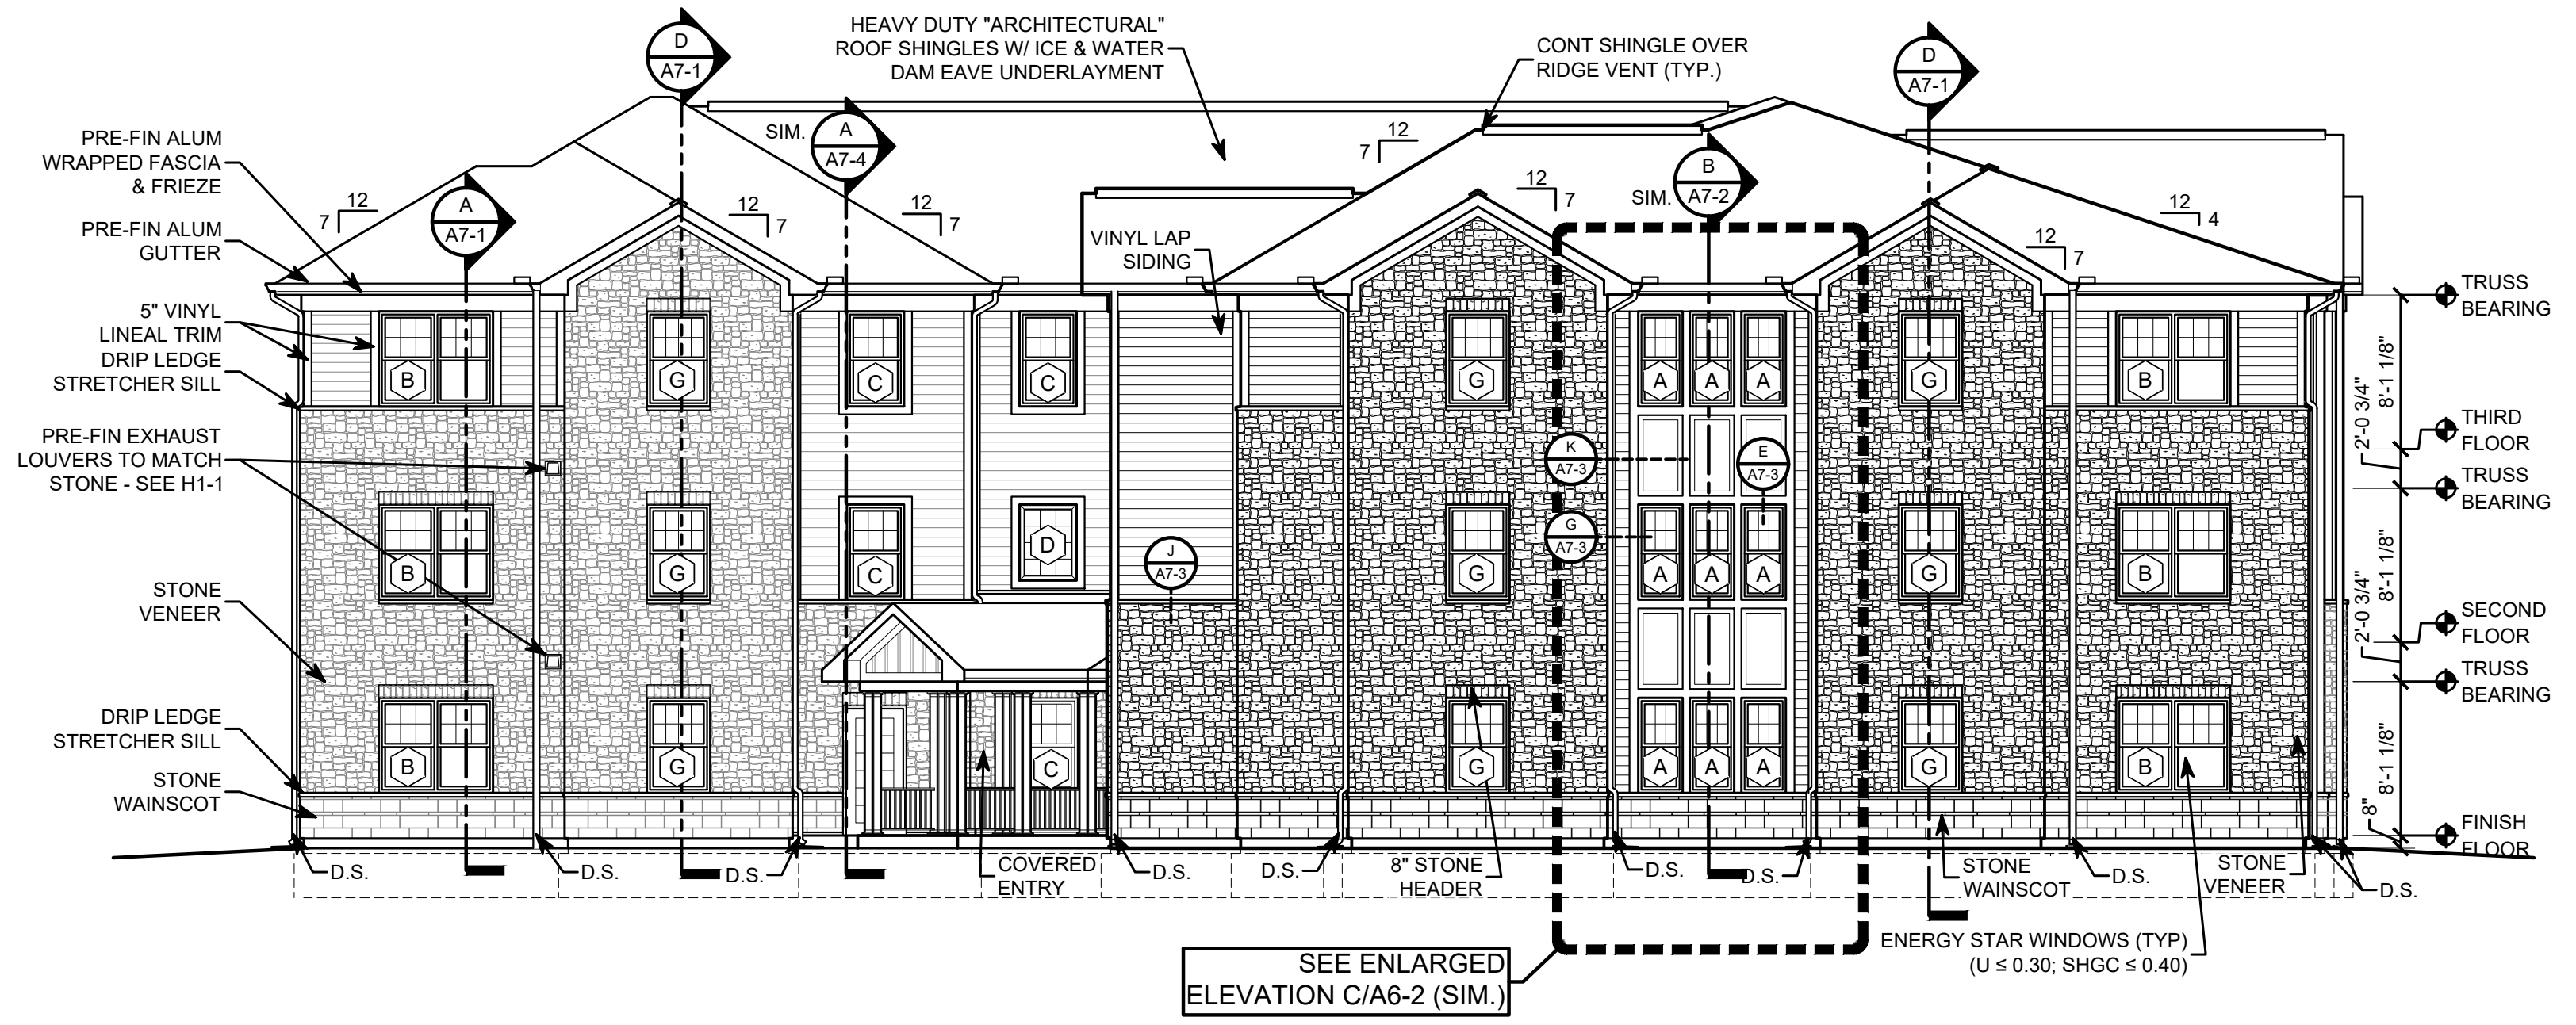 HEAVY DUTY "ARCHITECTURAL"
ROOF SHINGLES W/ ICE & WATER
DAM EAVE UNDERLAYMENT
CONT SHINGLE OVER
RIDGE VENT (TYP.)
D
A7-1
SIM.
A
A7-4
D
A7-1
SIM.
B
A7-2
A
A7-1
12
7
12
7
12
7
12
7
12
7
12
4
12
7
PRE-FIN ALUM
WRAPPED FASCIA
& FRIEZE
PRE-FIN ALUM
GUTTER
5" VINYL
LINEAL TRIM
DRIP LEDGE
STRETCHER SILL
PRE-FIN EXHAUST
LOUVERS TO MATCH
STONE - SEE H1-1
STONE
VENEER
DRIP LEDGE
STRETCHER SILL
STONE
WAINSCOT
VINYL LAP
SIDING
B
G
C
C
G
A
A
A
G
B
K
A7-3
E
A7-3
G
A7-3
J
A7-3
B
G
C
D
G
A
A
A
G
B
B
G
C
G
A
A
A
G
B
TRUSS
BEARING
8'-1 1/8"
THIRD
FLOOR
2'-0 3/4"
TRUSS
BEARING
8'-1 1/8"
SECOND
FLOOR
2'-0 3/4"
TRUSS
BEARING
8'-1 1/8"
FINISH
FLOOR
8"
D.S.
D.S.
D.S.
COVERED
ENTRY
D.S.
D.S.
8" STONE
HEADER
D.S.
D.S.
STONE
WAINSCOT
D.S.
STONE
VENEER
D.S.
ENERGY STAR WINDOWS (TYP)
(U ≤ 0.30; SHGC ≤ 0.40)
SEE ENLARGED
ELEVATION C/A6-2 (SIM.)